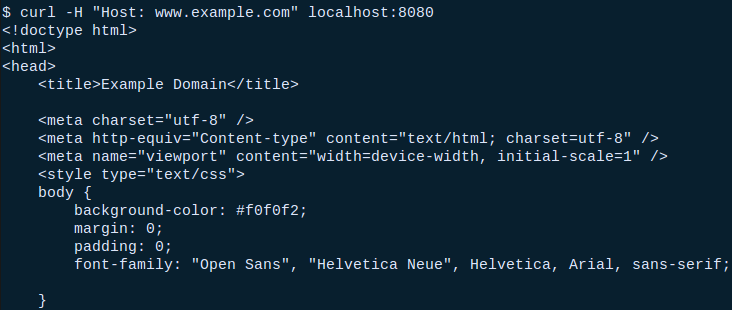 $ curl -H "Host: www.example.com" localhost:8080
<!doctype html>
<html>
<head>
    <title>Example Domain</title>

    <meta charset="utf-8" />
    <meta http-equiv="Content-type" content="text/html; charset=utf-8" />
    <meta name="viewport" content="width=device-width, initial-scale=1" />
    <style type="text/css">
    body {
        background-color: #f0f0f2;
        margin: 0;
        padding: 0;
        font-family: "Open Sans", "Helvetica Neue", Helvetica, Arial, sans-serif;

    }